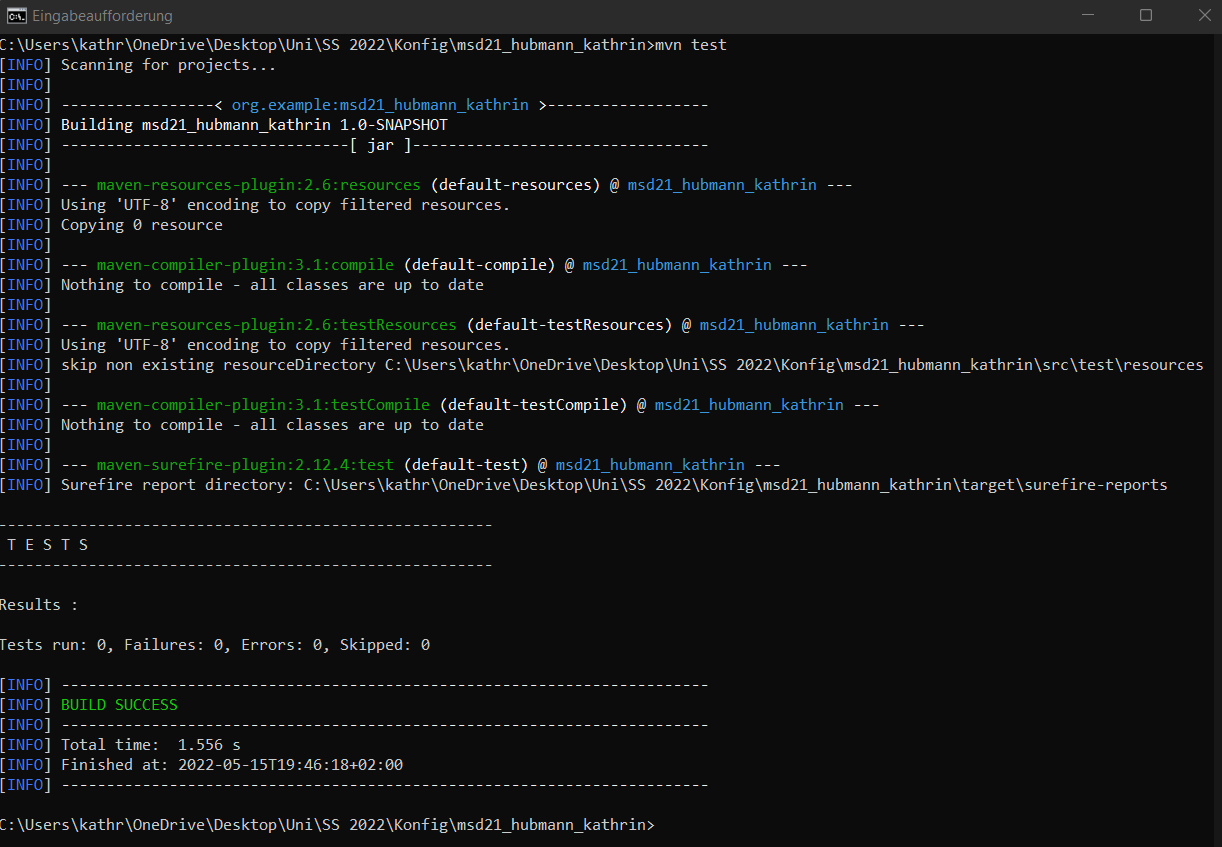 Eingabeaufforderung
C:\Users\kathr\OneDrive\Desktop\Uni\SS 2022\Konfig\msd21_hubmann_kathrin>mvn test
[INFO] Scanning for projects...
[INFO]
[INFO] -----------------< org.example:msd21_hubmann_kathrin >------------------
[INFO] Building msd21_hubmann_kathrin 1.0-SNAPSHOT
[INFO] --------------------------------[ jar ]---------------------------------
[INFO]
[INFO] --- maven-resources-plugin:2.6:resources (default-resources) @ msd21_hubmann_kathrin ---
[INFO] Using 'UTF-8' encoding to copy filtered resources.
[INFO] Copying 0 resource
[INFO]
[INFO] --- maven-compiler-plugin:3.1:compile (default-compile) @ msd21_hubmann_kathrin ---
[INFO] Nothing to compile - all classes are up to date
[INFO]
[INFO] --- maven-resources-plugin:2.6:testResources (default-testResources) @ msd21_hubmann_kathrin ---
[INFO] Using 'UTF-8' encoding to copy filtered resources.
[INFO] skip non existing resourceDirectory C:\Users\kathr\OneDrive\Desktop\Uni\SS 2022\Konfig\msd21_hubmann_kathrin\src\test\resources
[INFO]
[INFO] --- maven-compiler-plugin:3.1:testCompile (default-testCompile) @ msd21_hubmann_kathrin ---
[INFO] Nothing to compile - all classes are up to date
[INFO]
[INFO] --- maven-surefire-plugin:2.12.4:test (default-test) @ msd21_hubmann_kathrin ---
[INFO] Surefire report directory: C:\Users\kathr\OneDrive\Desktop\Uni\SS 2022\Konfig\msd21_hubmann_kathrin\target\surefire-reports
-------------------------------------------------------
T E S T S
-------------------------------------------------------
Results :
Tests run: 0, Failures: 0, Errors: 0, Skipped: 0
[INFO] ------------------------------------------------------------------------
[INFO] BUILD SUCCESS
[INFO] ------------------------------------------------------------------------
[INFO] Total time:  1.556 s
[INFO] Finished at: 2022-05-15T19:46:18+02:00
[INFO] ------------------------------------------------------------------------
C:\Users\kathr\OneDrive\Desktop\Uni\SS 2022\Konfig\msd21_hubmann_kathrin>